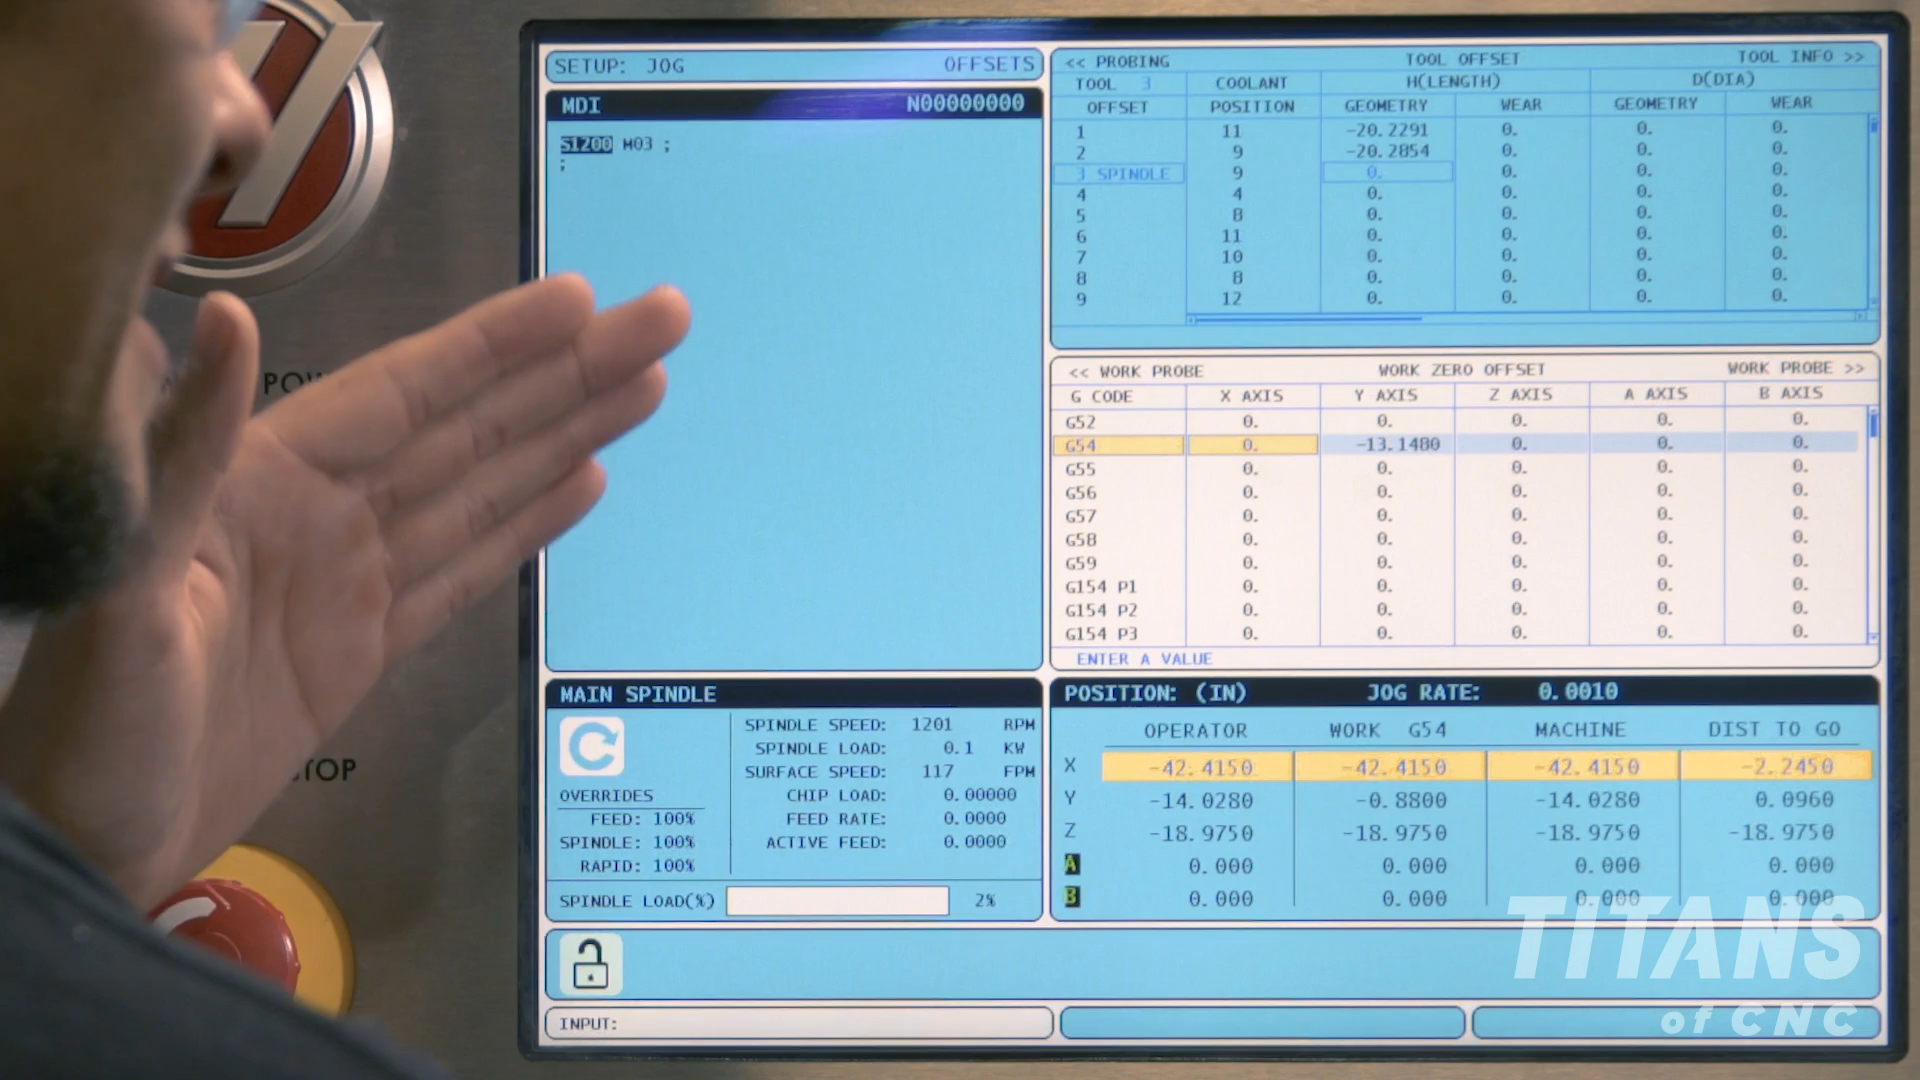 SETUP: JOG OFFSETS
MDI N00000000
S1200 M03 ;
;
<< PROBING TOOL OFFSET TOOL INFO >>
TOOL 3 COOLANT H(LENGTH) D(DIA)
OFFSET POSITION GEOMETRY WEAR GEOMETRY WEAR
1 11 -20.2291 0. 0. 0.
2 9 -20.2854 0. 0. 0.
3 SPINDLE 9 0. 0. 0. 0.
4 4 0. 0. 0. 0.
5 8 0. 0. 0. 0.
6 11 0. 0. 0. 0.
7 10 0. 0. 0. 0.
8 8 0. 0. 0. 0.
9 12 0. 0. 0. 0.
<< WORK PROBE WORK ZERO OFFSET WORK PROBE >>
G CODE X AXIS Y AXIS Z AXIS A AXIS B AXIS
G52 0. 0. 0. 0. 0.
G54 0. -13.1480 0. 0. 0.
G55 0. 0. 0. 0. 0.
G56 0. 0. 0. 0. 0.
G57 0. 0. 0. 0. 0.
G58 0. 0. 0. 0. 0.
G59 0. 0. 0. 0. 0.
G154 P1 0. 0. 0. 0. 0.
G154 P2 0. 0. 0. 0. 0.
G154 P3 0. 0. 0. 0. 0.
ENTER A VALUE
MAIN SPINDLE
SPINDLE SPEED: 1201 RPM
SPINDLE LOAD: 0.1 KW
SURFACE SPEED: 117 FPM
OVERRIDES CHIP LOAD: 0.00000
FEED: 100% FEED RATE: 0.0000
SPINDLE: 100% ACTIVE FEED: 0.0000
RAPID: 100%
SPINDLE LOAD(%) 2%
POSITION: (IN) JOG RATE: 0.0010
OPERATOR WORK G54 MACHINE DIST TO GO
X -42.4150 -42.4150 -42.4150 -2.2450
Y -14.0280 -0.8800 -14.0280 0.0960
Z -18.9750 -18.9750 -18.9750 -18.9750
A 0.000 0.000 0.000 0.000
B 0.000 0.000 0.000 0.000
INPUT:
TITANS
of CNC